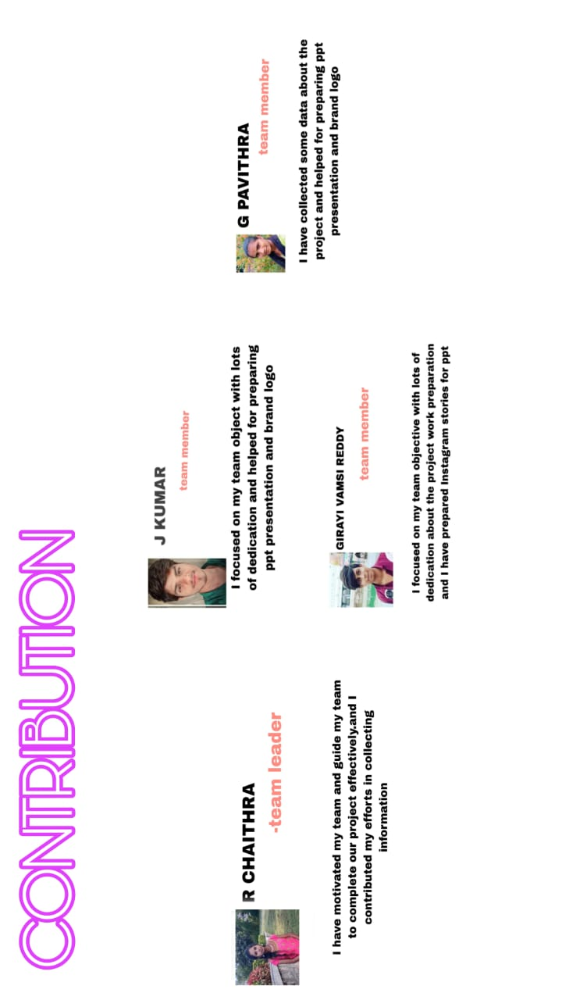 CONTRIBUTION
R CHAITHRA
-team leader
I have motivated my team and guide my team
to complete our project effectively.and I
contributed my efforts in collecting
information
J KUMAR
team member
I focused on my team object with lots
of dedication and helped for preparing
ppt presentation and brand logo
GIRAYI VAMSI REDDY
team member
I focused on my team objective with lots of
dedication about the project work preparation
and I have prepared Instagram stories for ppt
G PAVITHRA
team member
I have collected some data about the
project and helped for preparing ppt
presentation and brand logo